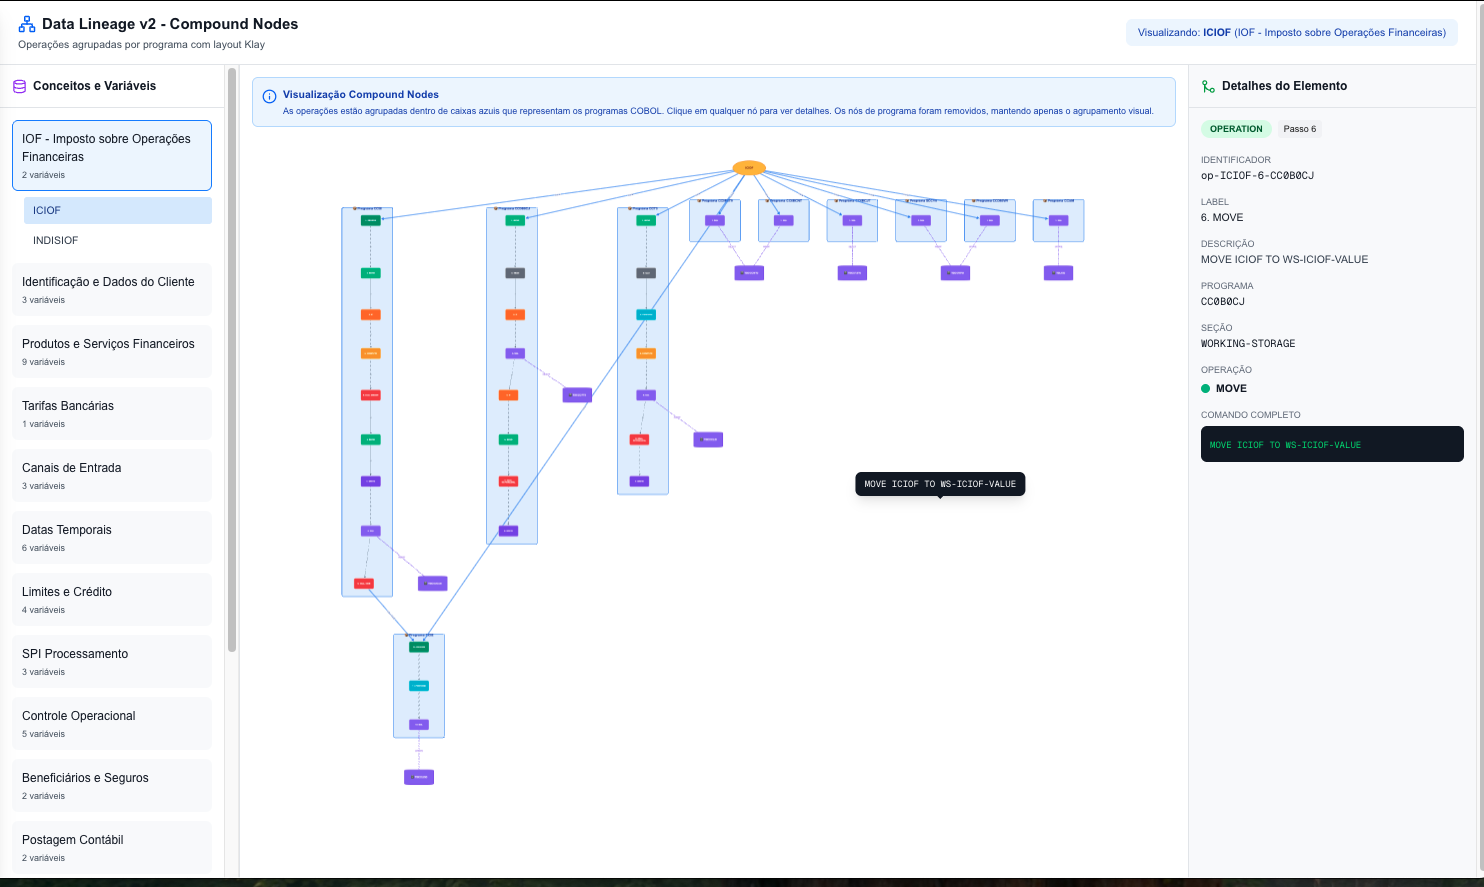 Data Lineage v2 - Compound Nodes
Operações agrupadas por programa com layout Klay
Visualizando: ICIOF (IOF - Imposto sobre Operações Financeiras)
Conceitos e Variáveis
IOF - Imposto sobre Operações
Financeiras
2 variáveis
ICIOF
INDISIOF
Identificação e Dados do Cliente
3 variáveis
Produtos e Serviços Financeiros
9 variáveis
Tarifas Bancárias
1 variáveis
Canais de Entrada
3 variáveis
Datas Temporais
6 variáveis
Limites e Crédito
4 variáveis
SPI Processamento
3 variáveis
Controle Operacional
5 variáveis
Beneficiários e Seguros
2 variáveis
Postagem Contábil
2 variáveis
Visualização Compound Nodes
As operações estão agrupadas dentro de caixas azuis que representam os programas COBOL. Clique em qualquer nó para ver detalhes. Os nós de programa foram removidos, mantendo apenas o agrupamento visual.
MOVE ICIOF TO WS-ICIOF-VALUE
Detalhes do Elemento
OPERATION
Passo 6
IDENTIFICADOR
op-ICIOF-6-CC0B0CJ
LABEL
6. MOVE
DESCRIÇÃO
MOVE ICIOF TO WS-ICIOF-VALUE
PROGRAMA
CC0B0CJ
SEÇÃO
WORKING-STORAGE
OPERAÇÃO
MOVE
COMANDO COMPLETO
MOVE ICIOF TO WS-ICIOF-VALUE